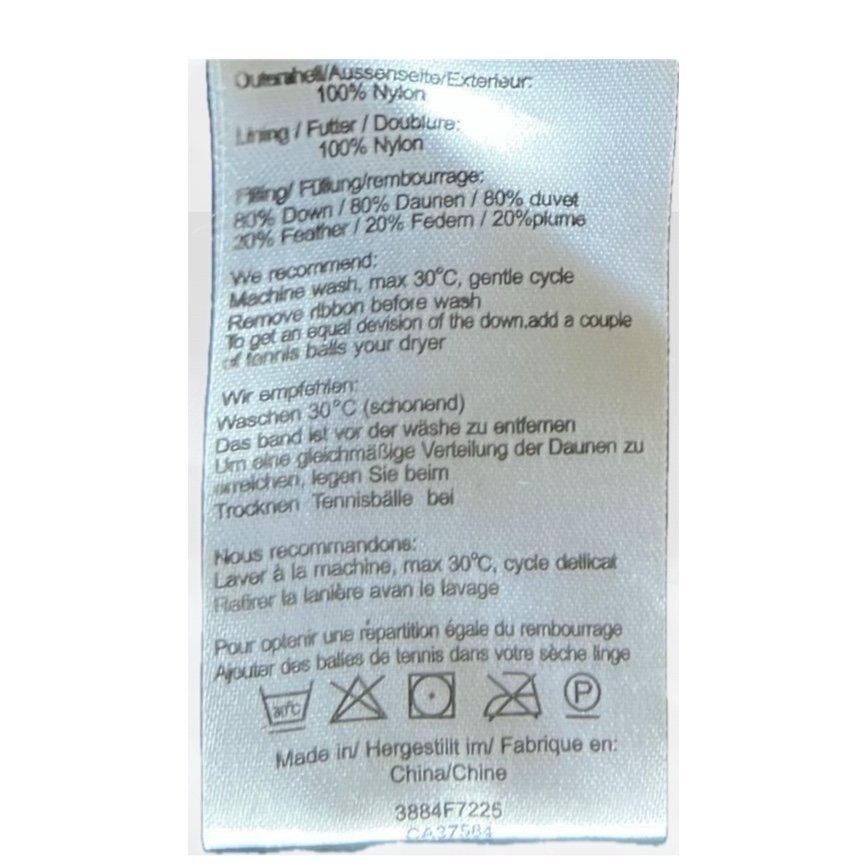 Outershell/Aussenseite/Exterieur:
100% Nylon
Lining / Futter / Doublure:
100% Nylon
Filling/ Füllung/rembourrage:
80% Down / 80% Daunen / 80% duvet
20% Feather / 20% Federn / 20%plume
We recommend:
Machine wash, max 30°C, gentle cycle
Remove ribbon before wash
To get an equal devision of the down,add a couple
of tennis balls your dryer
Wir empfehlen:
Waschen 30°C (schonend)
Das band ist vor der wäshe zu entfernen
Um eine gleichmäßige Verteilung der Daunen zu
erreichen, legen Sie beim
Trocknen Tennisbälle bei
Nous recommandons:
Laver à la machine, max 30°C, cycle dellicat
Ratirer la lanière avan le lavage
Pour optenir une répartition égale du rembourrage
Ajoutar des balles de tennis dans votre sèche linge
30°C P
Made in/ Hergestillt im/ Fabrique en:
China/Chine
3884F7226
CA37584